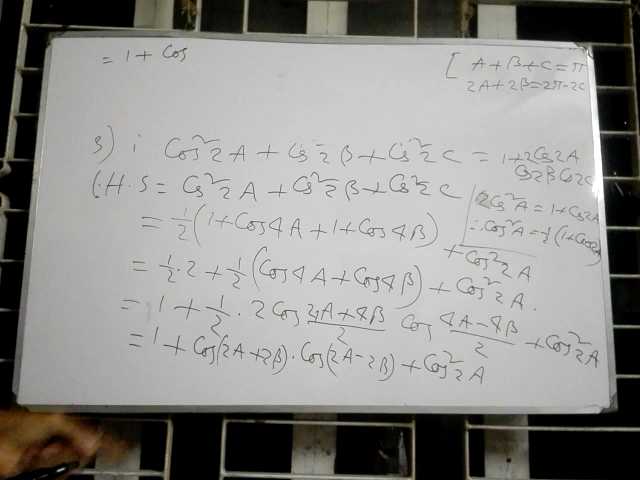 = 1 + Cos
[ A + B + C = π
2A + 2B = 2π - 2C
3) i Cos²2A + Cos²2B + Cos²2C = 1 + 2Cos2A
Cos2B Cos2C
L.H.S = Cos²2A + Cos²2B + Cos²2C
2Cos²A = 1 + Cos2A
∴ Cos²A = ½ (1 + Cos2A)
= ½ (1 + Cos4A + 1 + Cos4B) + Cos²2A
= ½ · 2 + ½ (Cos4A + Cos4B) + Cos²2A.
= 1 + ½ · 2 Cos (4A + 4B)/2 Cos (4A - 4B)/2 + Cos²2A
= 1 + Cos(2A + 2B) · Cos(2A - 2B) + Cos²2A